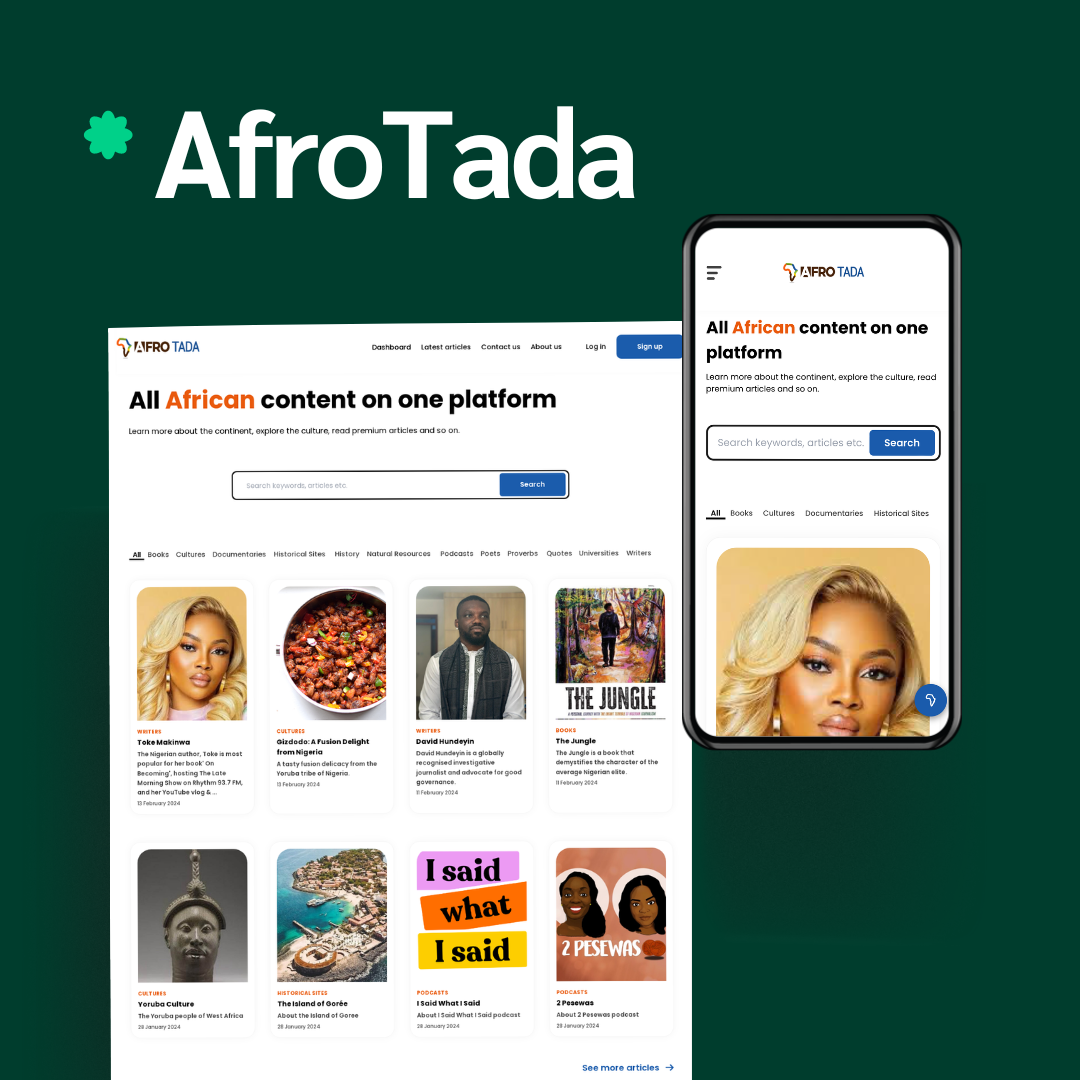 AfroTada
AFRO TADA
Dashboard Latest articles Contact us About us Log in Sign up
All African content on one platform
Learn more about the continent, explore the culture, read premium articles and so on.
Search keywords, articles etc. Search
All Books Cultures Documentaries Historical Sites History Natural Resources Podcasts Poets Proverbs Quotes Universities Writers
WRITERS
Toke Makinwa
The Nigerian author, Toke is most
popular for her book' On
Becoming', hosting The Late
Morning Show on Rhythm 93.7 FM,
and her YouTube vlog & ...
13 February 2024
CULTURES
Gizdodo: A Fusion Delight
from Nigeria
A tasty fusion delicacy from the
Yoruba tribe of Nigeria.
13 February 2024
WRITERS
David Hundeyin
David Hundeyin is a globally
recognised investigative
journalist and advocate for good
governance.
11 February 2024
THE JUNGLE
BOOKS
The Jungle
The Jungle is a book that
demystifies the character of the
average Nigerian elite.
11 February 2024
CULTURES
Yoruba Culture
The Yoruba people of West Africa
28 January 2024
HISTORICAL SITES
The Island of Gorée
About the Island of Goree
28 January 2024
I said
what
I said
PODCASTS
I Said What I Said
About I Said What I Said podcast
28 January 2024
2 PESEWAS
PODCASTS
2 Pesewas
About 2 Pesewas podcast
28 January 2024
See more articles →
AFRO TADA
All African content on one
platform
Learn more about the continent, explore the culture, read
premium articles and so on.
Search keywords, articles etc. Search
All Books Cultures Documentaries Historical Sites